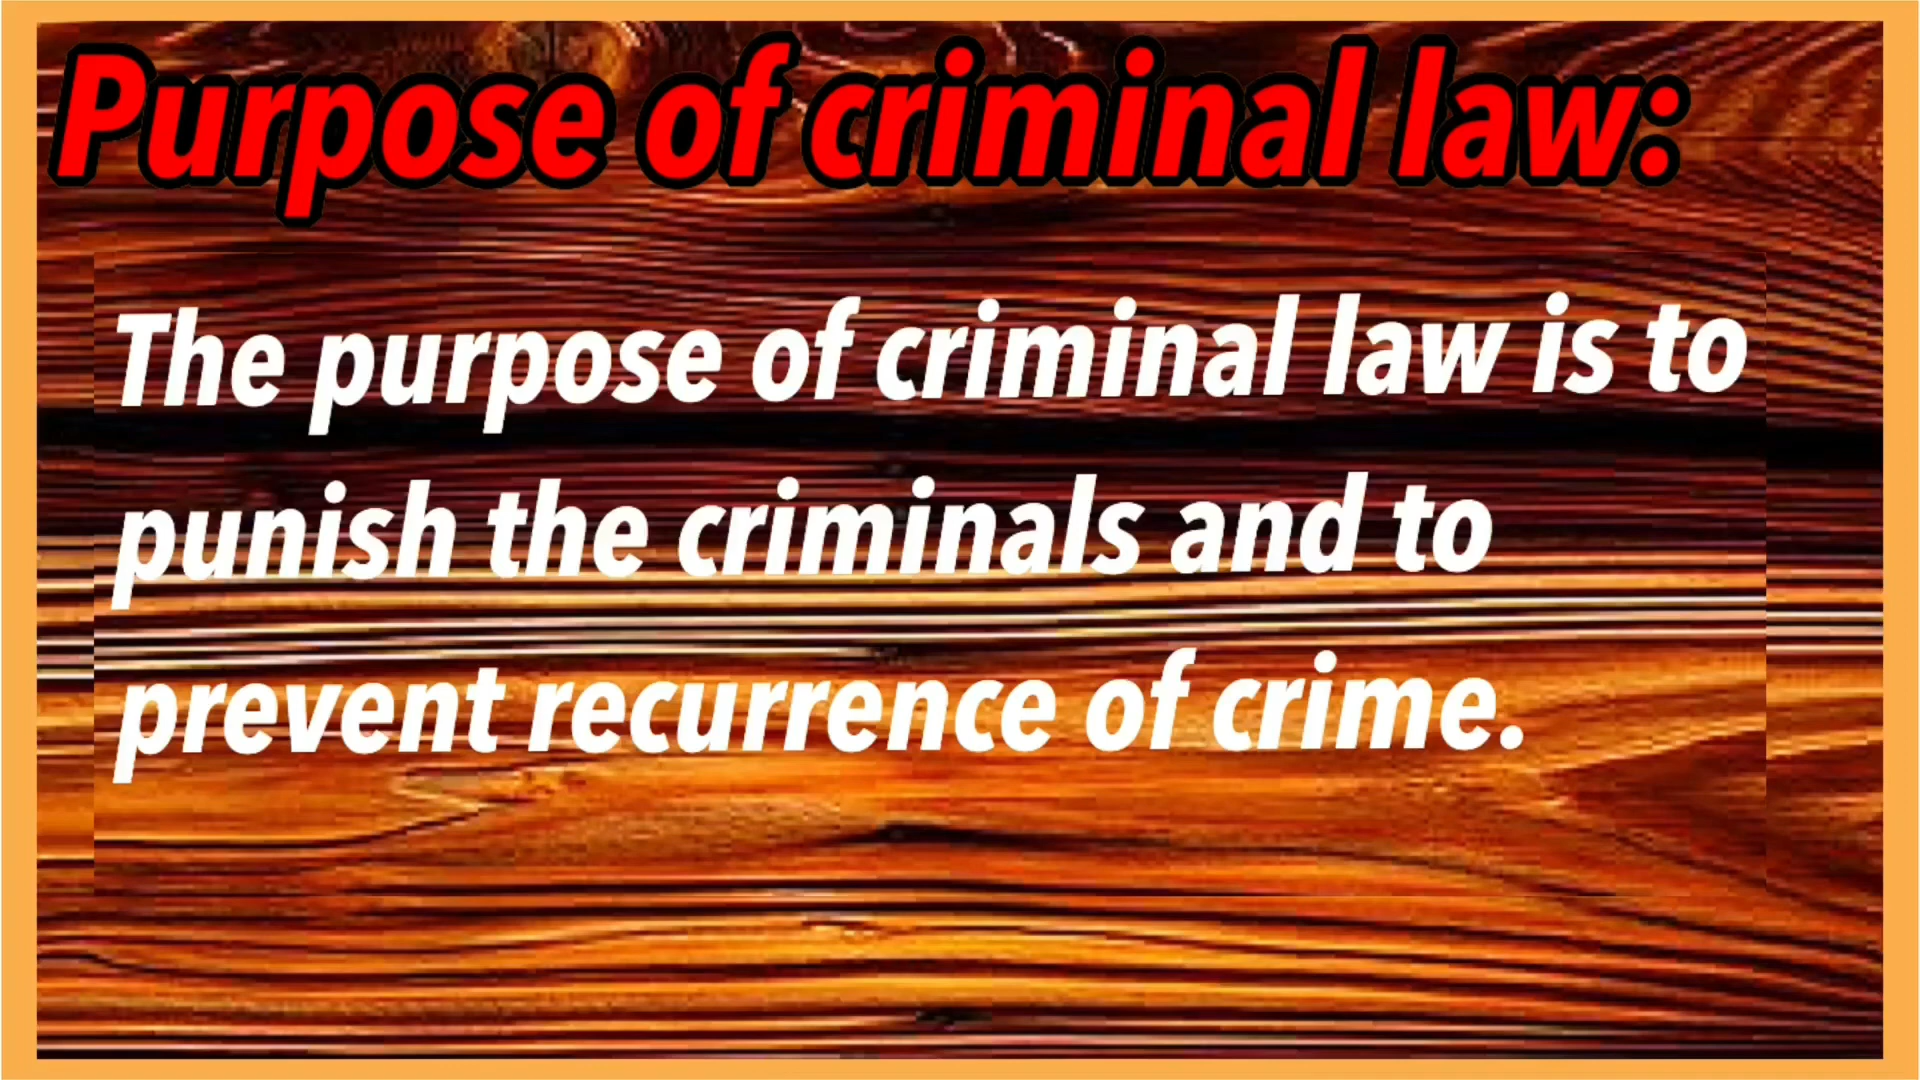 Purpose of criminal law:
The purpose of criminal law is to
punish the criminals and to
prevent recurrence of crime.